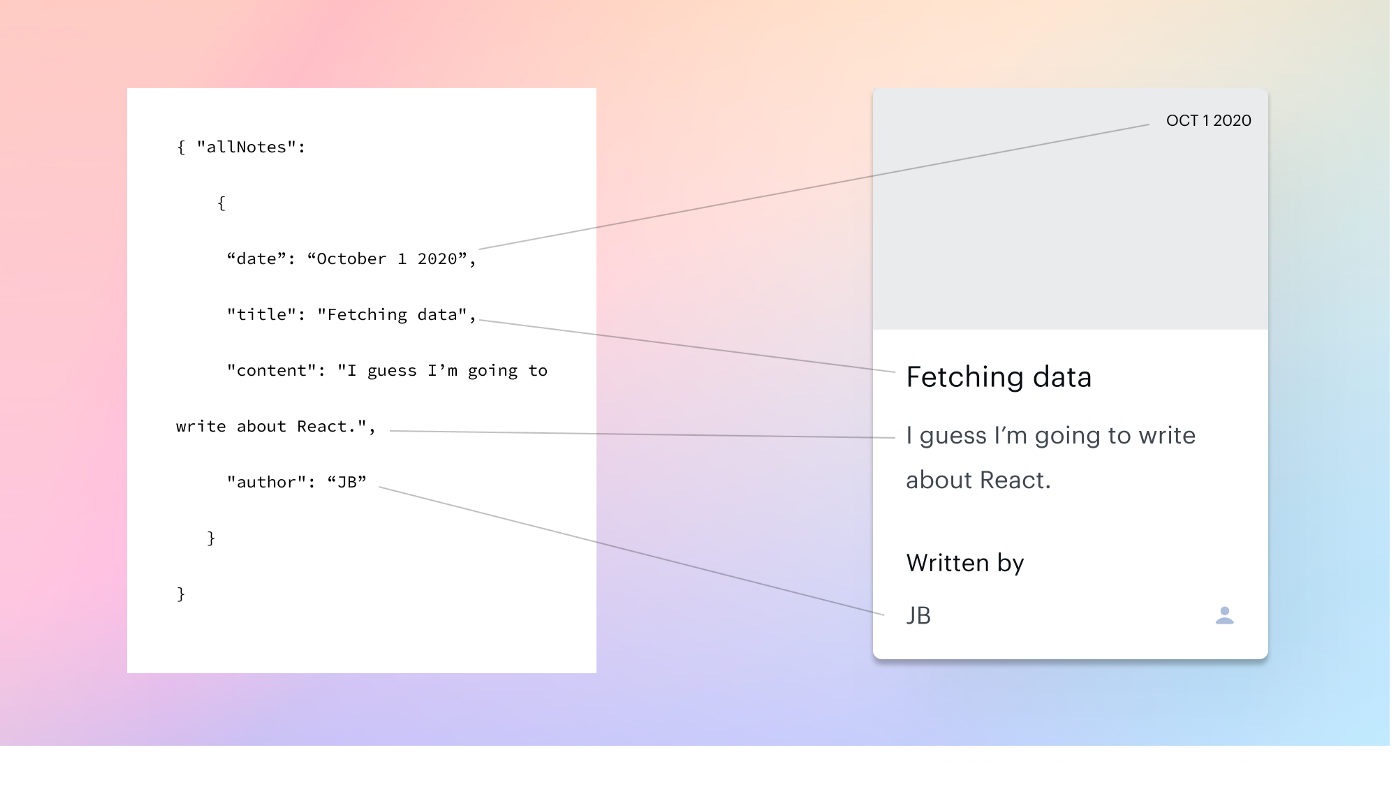 { "allNotes":
{
“date”: “October 1 2020”,
"title": "Fetching data",
"content": "I guess I’m going to
write about React.",
"author": “JB”
}
}
OCT 1 2020
Fetching data
I guess I’m going to write
about React.
Written by
JB